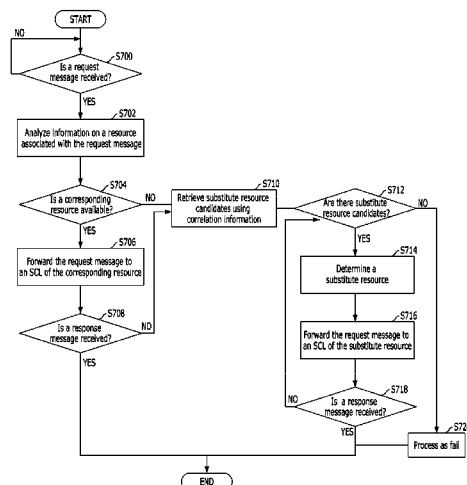 START
NO
S700
Is a request
message received?
YES
S702
Analyze information on a resource
associated with the request message
S704
Is a corresponding
resource available?
NO
YES
S706
Forward the request message to
an SCL of the corresponding resource
S708
Is a response
message received?
NO
YES
S710
Retrieve substitute resource
candidates using
correlation information
S712
Are there substitute
resource candidates?
NO
YES
S714
Determine a
substitute resource
S716
Forward the request message to
an SCL of the substitute resource
S718
Is a response
message received?
NO
YES
S72
Process as fail
END